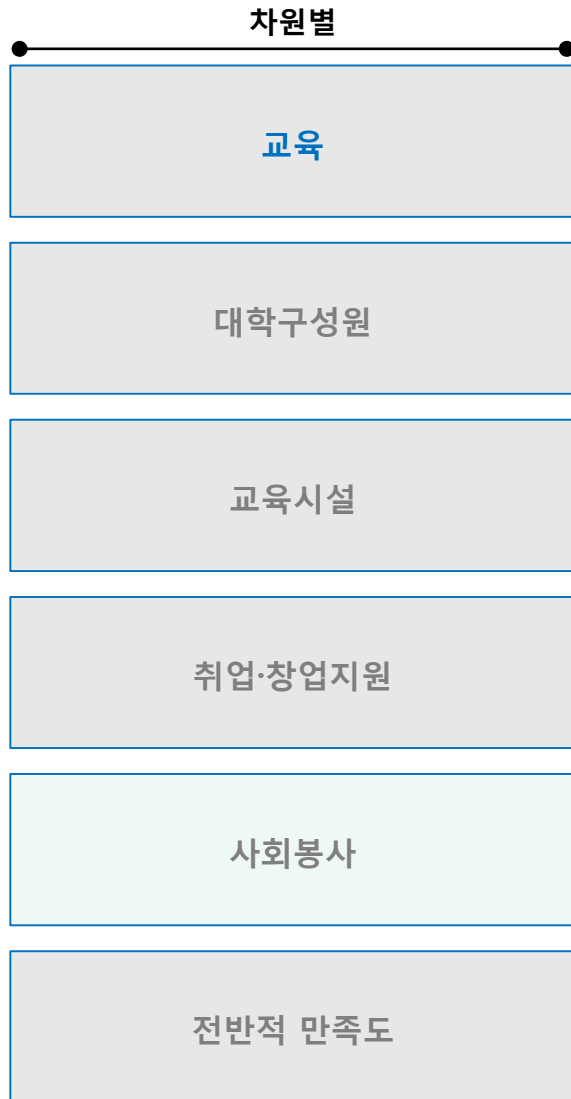 차원별
교육
대학구성원
교육시설
취업·창업지원
사회봉사
전반적 만족도